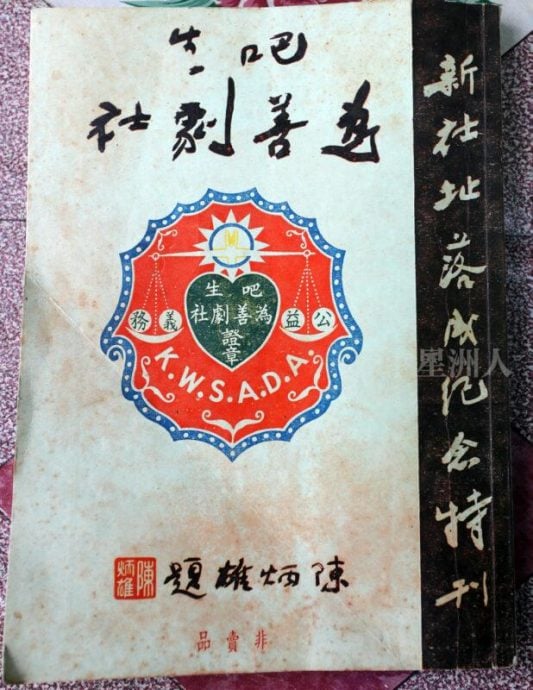 新社址落成紀念特刊
吧生
為善劇社
吧生
為善劇社
證章
公益
義務
K.W.S.A.D.A.
陳炳雄題
陳炳雄
非賣品
星洲人